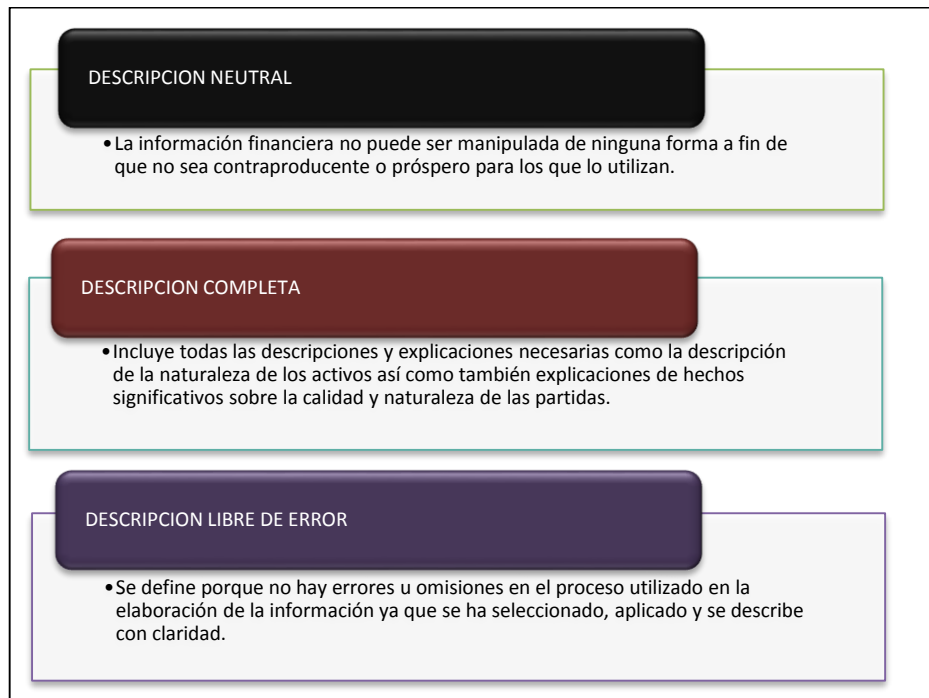 DESCRIPCION NEUTRAL
•La información financiera no puede ser manipulada de ninguna forma a fin de
que no sea contraproducente o próspero para los que lo utilizan.
DESCRIPCION COMPLETA
•Incluye todas las descripciones y explicaciones necesarias como la descripción
de la naturaleza de los activos así como también explicaciones de hechos
significativos sobre la calidad y naturaleza de las partidas.
DESCRIPCION LIBRE DE ERROR
•Se define porque no hay errores u omisiones en el proceso utilizado en la
elaboración de la información ya que se ha seleccionado, aplicado y se describe
con claridad.